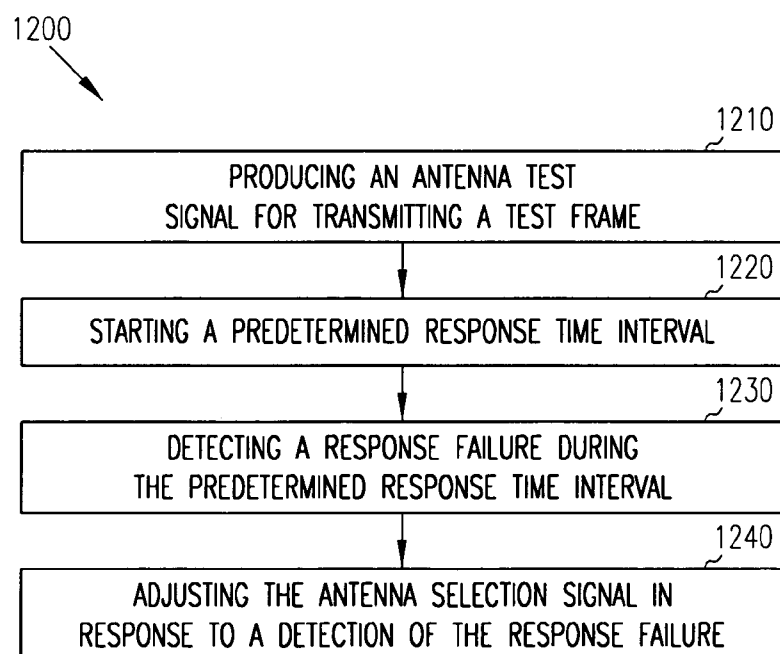 1200
1210
PRODUCING AN ANTENNA TEST
SIGNAL FOR TRANSMITTING A TEST FRAME
1220
STARTING A PREDETERMINED RESPONSE TIME INTERVAL
1230
DETECTING A RESPONSE FAILURE DURING
THE PREDETERMINED RESPONSE TIME INTERVAL
1240
ADJUSTING THE ANTENNA SELECTION SIGNAL IN
RESPONSE TO A DETECTION OF THE RESPONSE FAILURE